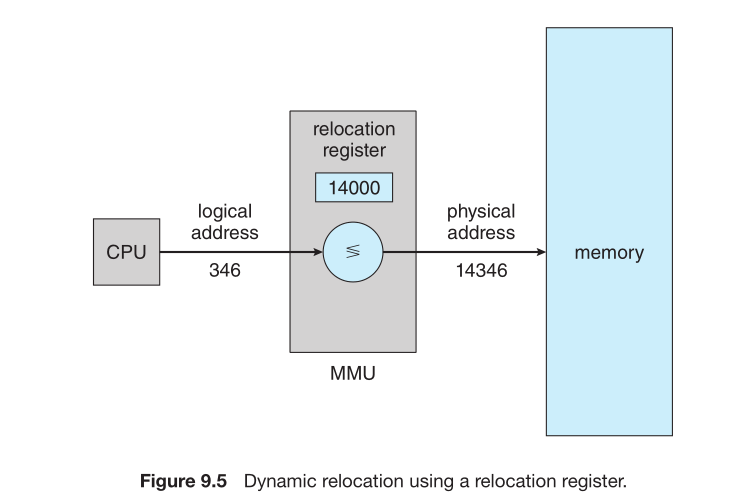 relocation
register
14000
logical
address
physical
address
CPU
≶
memory
346
14346
MMU
Figure 9.5 Dynamic relocation using a relocation register.